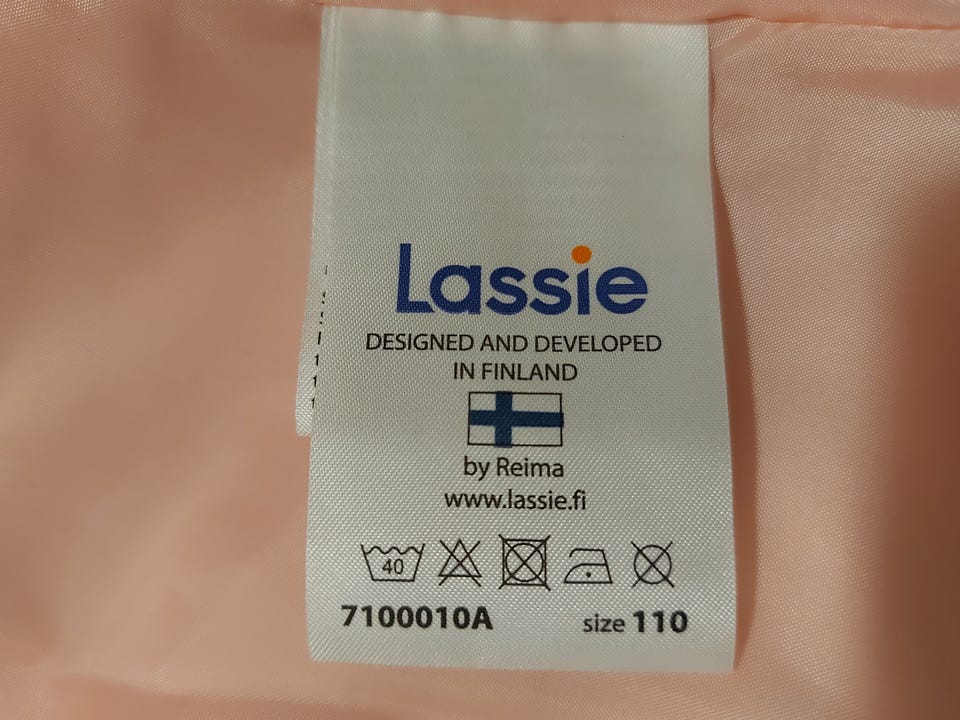 Lassie
DESIGNED AND DEVELOPED
IN FINLAND
by Reima
www.lassie.fi
40
7100010A size 110